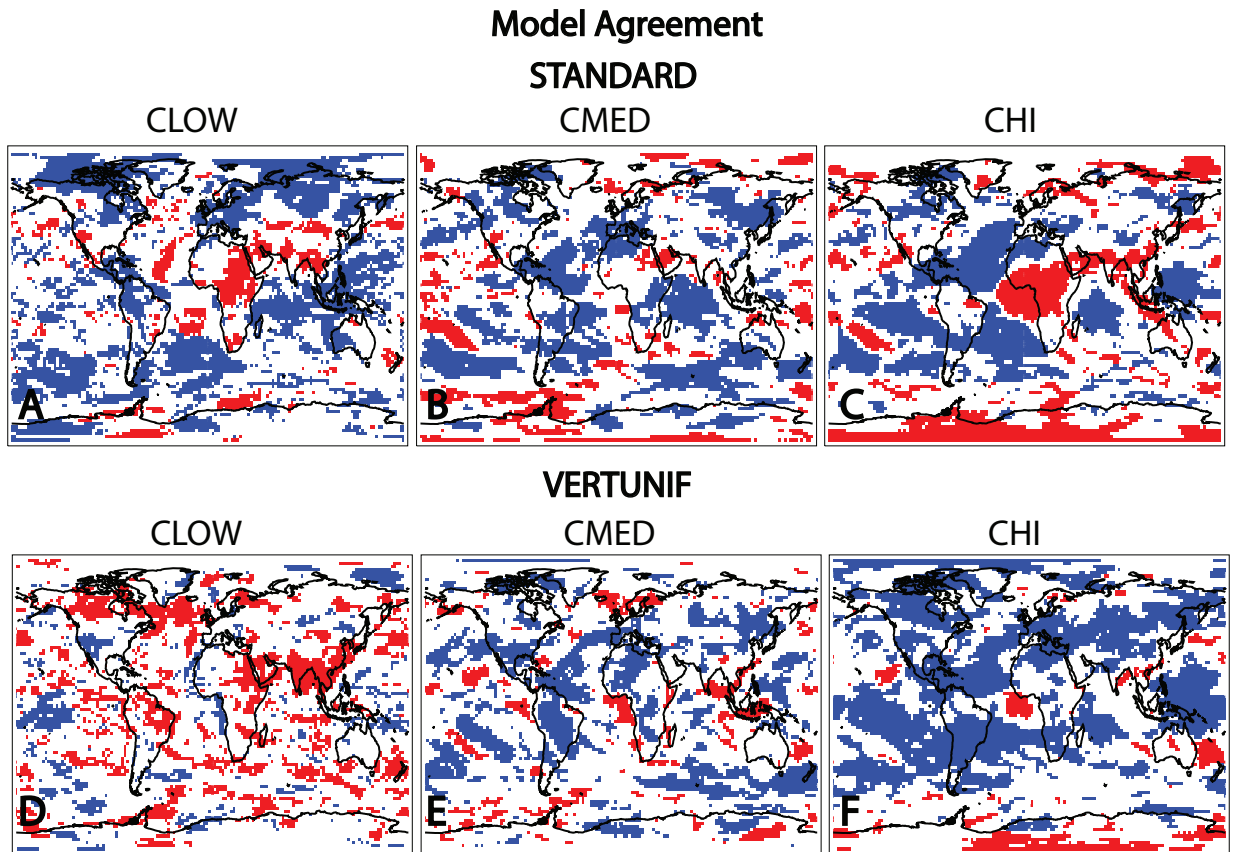 Model Agreement
STANDARD
CLOW CMED CHI
A B C
VERTUNIF
CLOW CMED CHI
D E F